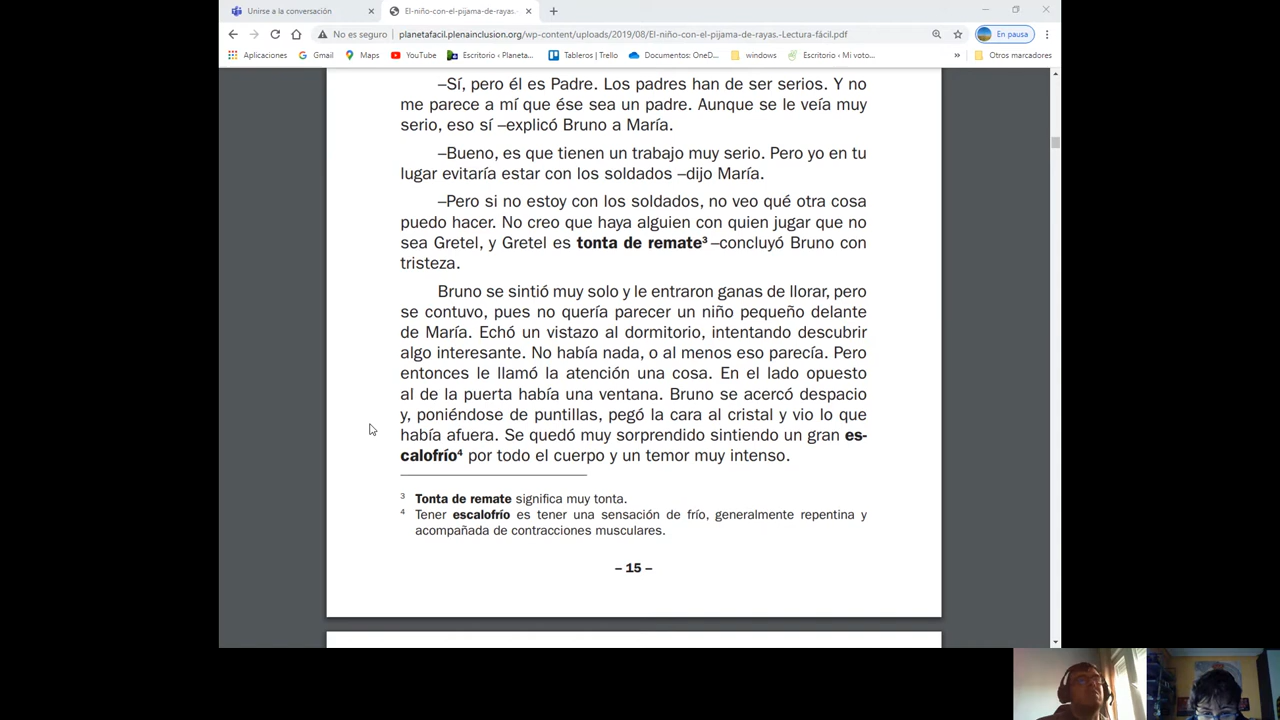 Unirse a la conversación
El-niño-con-el-pijama-de-rayas.-
No es seguro
planetafacil.plenainclusion.org/wp-content/uploads/2019/08/El-niño-con-el-pijama-de-rayas.-Lectura-fácil.pdf
En pausa
Aplicaciones
Gmail
Maps
YouTube
Escritorio <Planeta...
Tableros | Trello
Documentos: OneD...
windows
Escritorio < Mi voto...
»
Otros marcadores
–Sí, pero él es Padre. Los padres han de ser serios. Y no
me parece a mí que ése sea un padre. Aunque se le veía muy
serio, eso sí –explicó Bruno a María.
–Bueno, es que tienen un trabajo muy serio. Pero yo en tu
lugar evitaría estar con los soldados –dijo María.
–Pero si no estoy con los soldados, no veo qué otra cosa
puedo hacer. No creo que haya alguien con quien jugar que no
sea Gretel, y Gretel es tonta de remate³ –concluyó Bruno con
tristeza.
Bruno se sintió muy solo y le entraron ganas de llorar, pero
se contuvo, pues no quería parecer un niño pequeño delante
de María. Echó un vistazo al dormitorio, intentando descubrir
algo interesante. No había nada, o al menos eso parecía. Pero
entonces le llamó la atención una cosa. En el lado opuesto
al de la puerta había una ventana. Bruno se acercó despacio
y, poniéndose de puntillas, pegó la cara al cristal y vio lo que
había afuera. Se quedó muy sorprendido sintiendo un gran es-
calofrío⁴ por todo el cuerpo y un temor muy intenso.
³ Tonta de remate significa muy tonta.
⁴ Tener escalofrío es tener una sensación de frío, generalmente repentina y
acompañada de contracciones musculares.
– 15 –